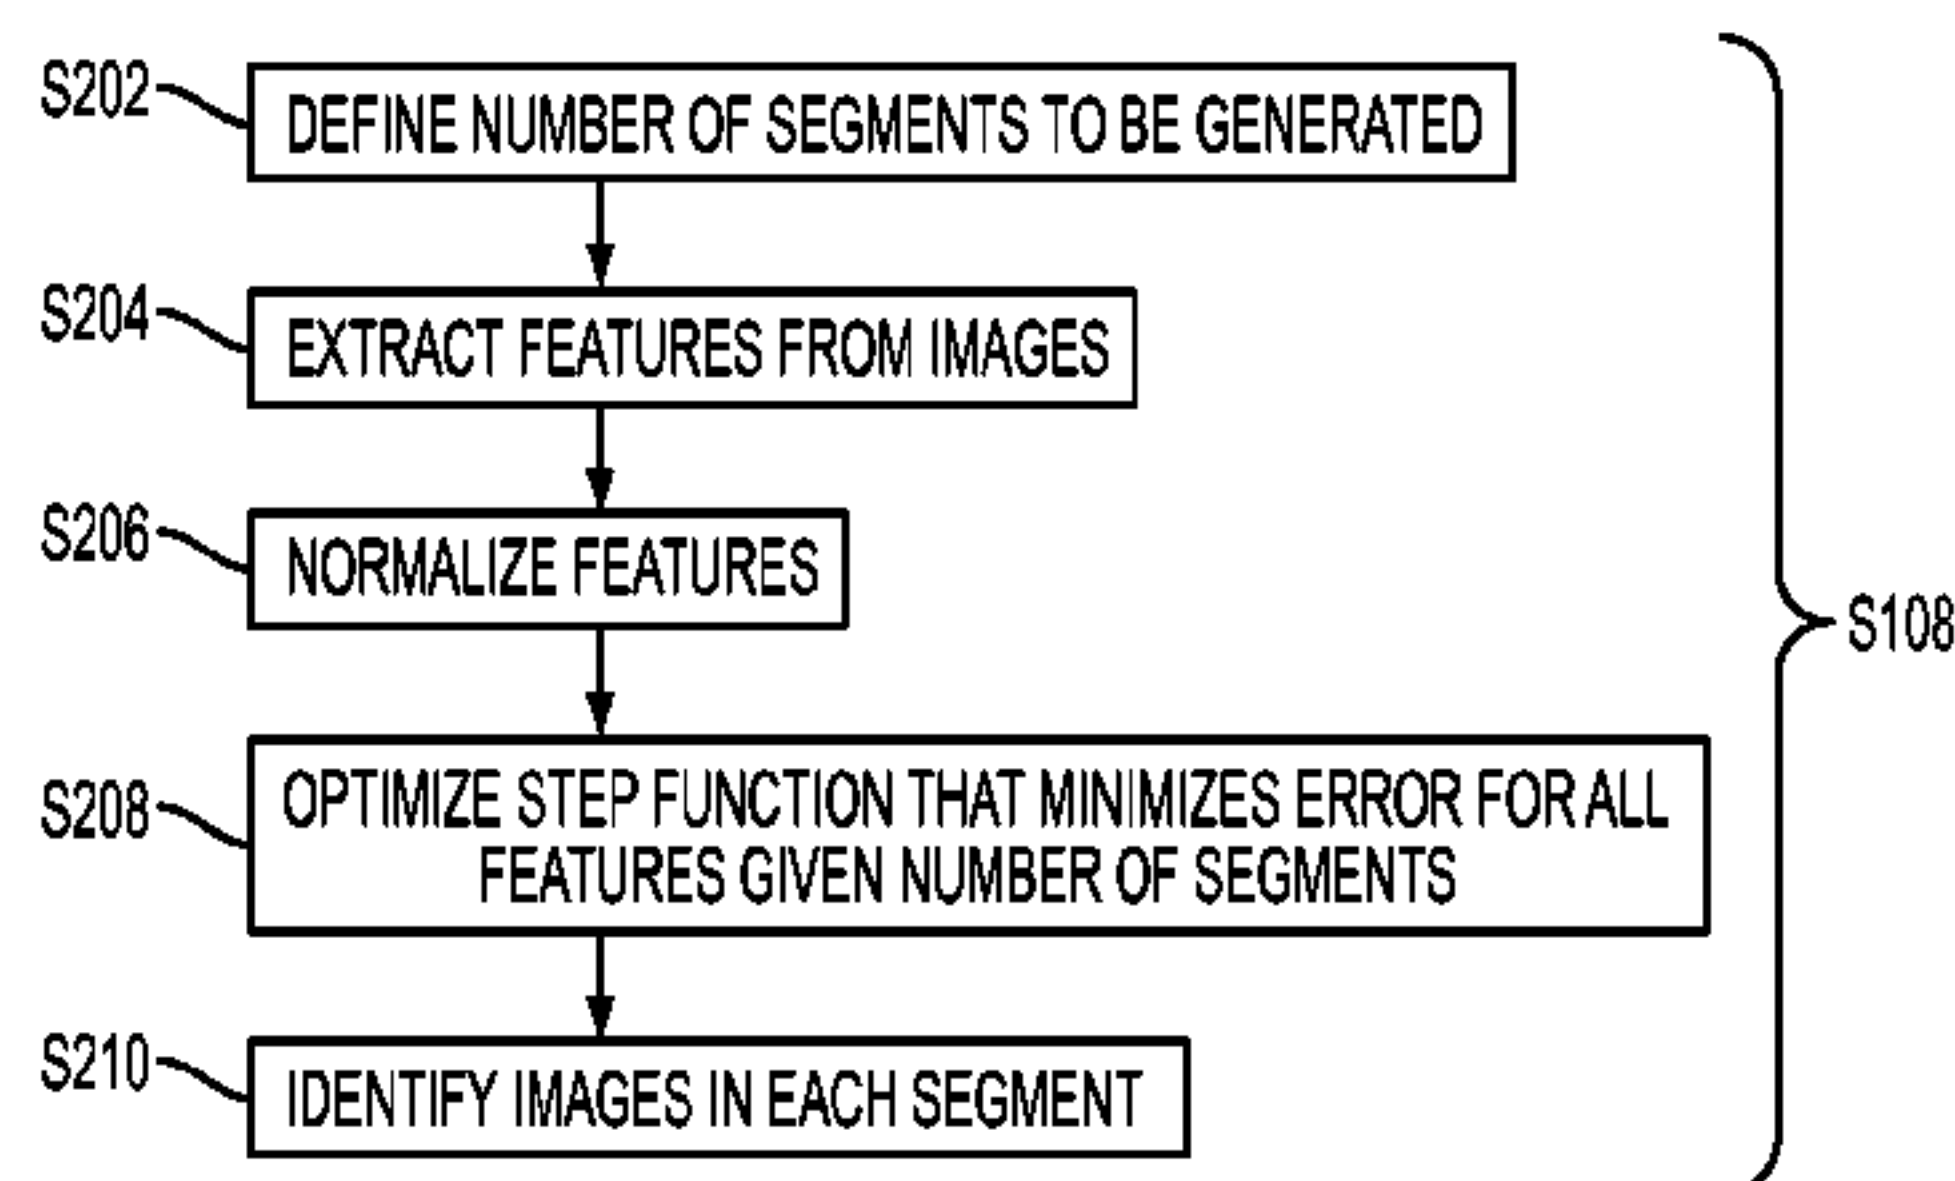 S202
DEFINE NUMBER OF SEGMENTS TO BE GENERATED
S204
EXTRACT FEATURES FROM IMAGES
S206
NORMALIZE FEATURES
S108
S208
OPTIMIZE STEP FUNCTION THAT MINIMIZES ERROR FOR ALL
FEATURES GIVEN NUMBER OF SEGMENTS
S210
IDENTIFY IMAGES IN EACH SEGMENT